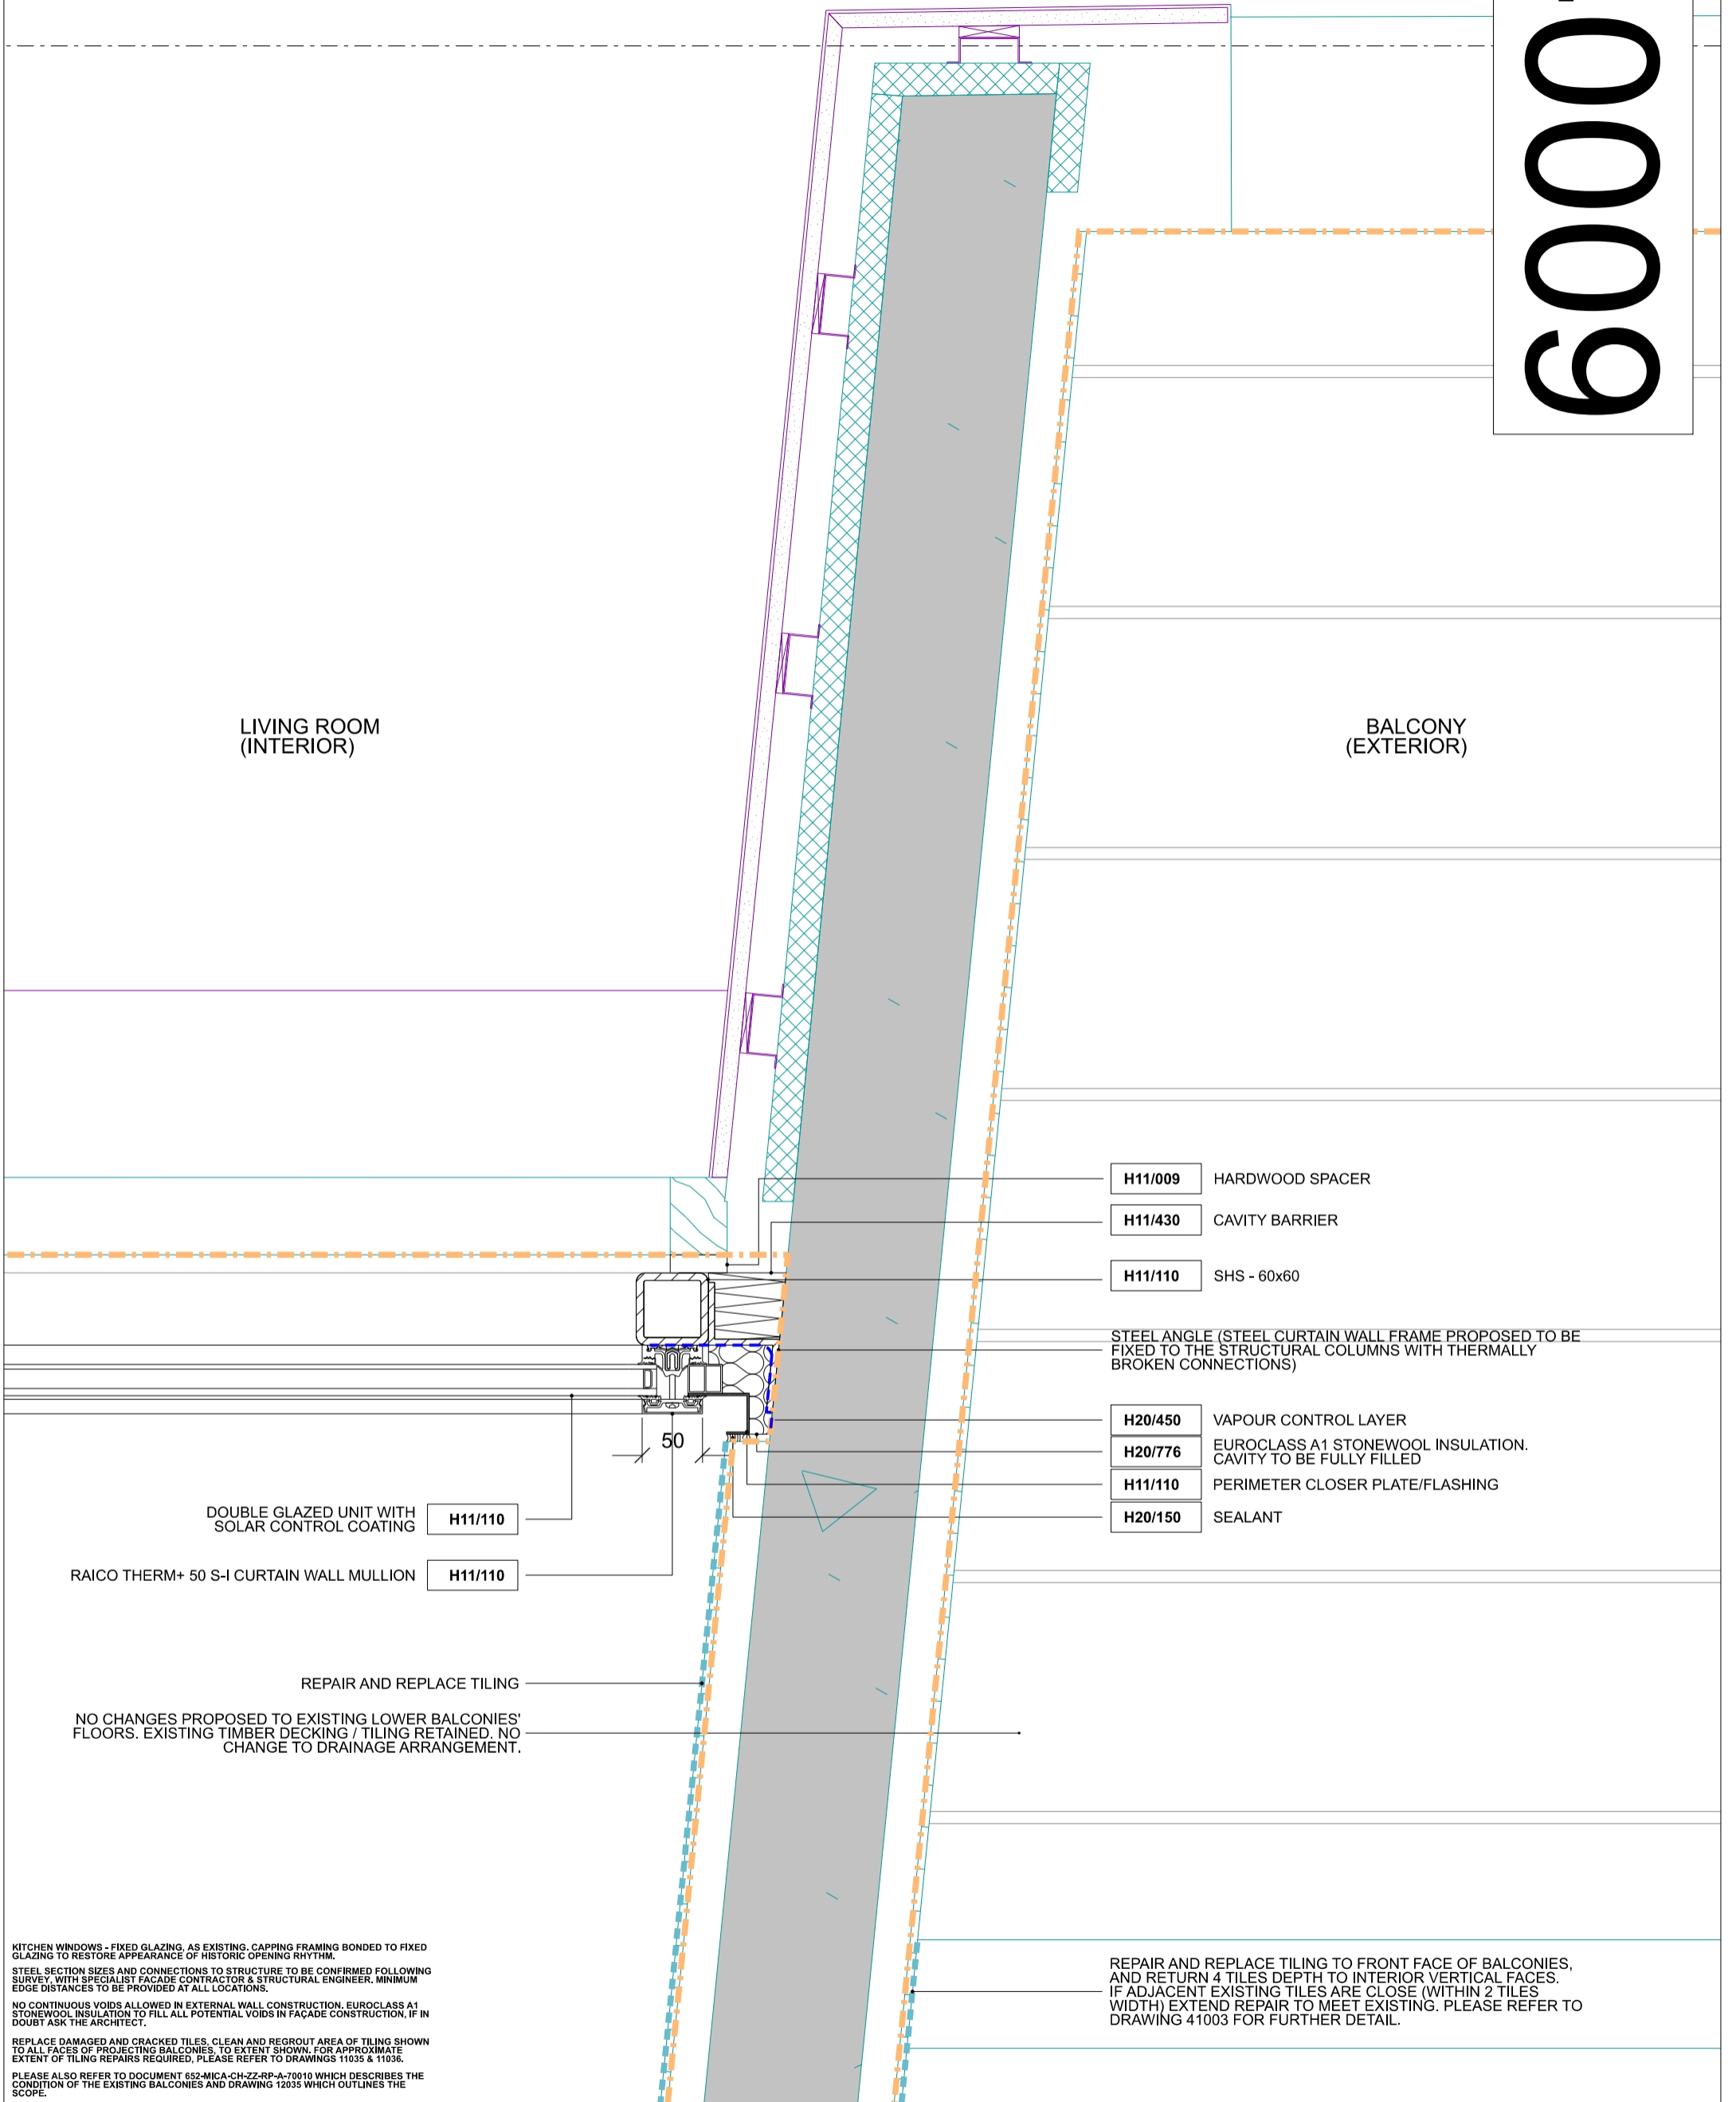 60009
LIVING ROOM
(INTERIOR)
BALCONY
(EXTERIOR)
H11/009 HARDWOOD SPACER
H11/430 CAVITY BARRIER
H11/110 SHS - 60x60
STEEL ANGLE (STEEL CURTAIN WALL FRAME PROPOSED TO BE
FIXED TO THE STRUCTURAL COLUMNS WITH THERMALLY
BROKEN CONNECTIONS)
H20/450 VAPOUR CONTROL LAYER
H20/776 EUROCLASS A1 STONEWOOL INSULATION.
CAVITY TO BE FULLY FILLED
H11/110 PERIMETER CLOSER PLATE/FLASHING
H20/150 SEALANT
50
DOUBLE GLAZED UNIT WITH
SOLAR CONTROL COATING
H11/110
RAICO THERM+ 50 S-I CURTAIN WALL MULLION H11/110
REPAIR AND REPLACE TILING
NO CHANGES PROPOSED TO EXISTING LOWER BALCONIES'
FLOORS. EXISTING TIMBER DECKING / TILING RETAINED. NO
CHANGE TO DRAINAGE ARRANGEMENT.
KITCHEN WINDOWS - FIXED GLAZING, AS EXISTING. CAPPING FRAMING BONDED TO FIXED
GLAZING TO RESTORE APPEARANCE OF HISTORIC OPENING RHYTHM.
STEEL SECTION SIZES AND CONNECTIONS TO STRUCTURE TO BE CONFIRMED FOLLOWING
SURVEY, WITH SPECIALIST FACADE CONTRACTOR & STRUCTURAL ENGINEER. MINIMUM
EDGE DISTANCES TO BE PROVIDED AT ALL LOCATIONS.
NO CONTINUOUS VOIDS ALLOWED IN EXTERNAL WALL CONSTRUCTION. EUROCLASS A1
STONEWOOL INSULATION TO FILL ALL POTENTIAL VOIDS IN FAÇADE CONSTRUCTION, IF IN
DOUBT ASK THE ARCHITECT.
REPLACE DAMAGED AND CRACKED TILES, CLEAN AND REGROUT AREA OF TILING SHOWN
TO ALL FACES OF PROJECTING BALCONIES, TO EXTENT SHOWN. FOR APPROXIMATE
EXTENT OF TILING REPAIRS REQUIRED, PLEASE REFER TO DRAWINGS 11035 & 11036.
PLEASE ALSO REFER TO DOCUMENT 652-MICA-CH-ZZ-RP-A-70010 WHICH DESCRIBES THE
CONDITION OF THE EXISTING BALCONIES AND DRAWING 12035 WHICH OUTLINES THE
SCOPE.
REPAIR AND REPLACE TILING TO FRONT FACE OF BALCONIES,
AND RETURN 4 TILES DEPTH TO INTERIOR VERTICAL FACES.
IF ADJACENT EXISTING TILES ARE CLOSE (WITHIN 2 TILES
WIDTH) EXTEND REPAIR TO MEET EXISTING. PLEASE REFER TO
DRAWING 41003 FOR FURTHER DETAIL.